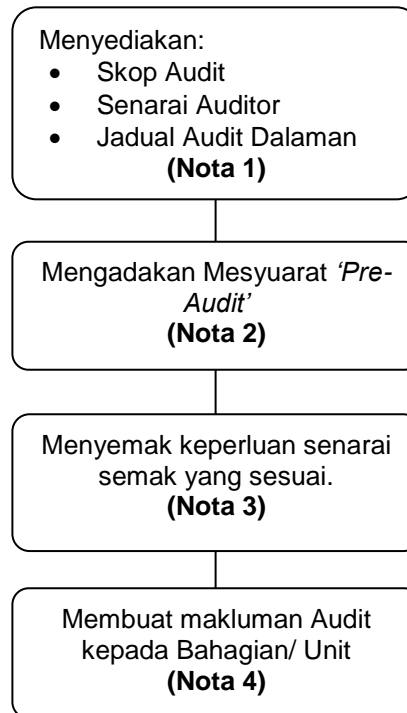 Menyediakan:
• Skop Audit
• Senarai Auditor
• Jadual Audit Dalaman
(Nota 1)
Mengadakan Mesyuarat ‘Pre-
Audit’
(Nota 2)
Menyemak keperluan senarai
semak yang sesuai.
(Nota 3)
Membuat makluman Audit
kepada Bahagian/ Unit
(Nota 4)